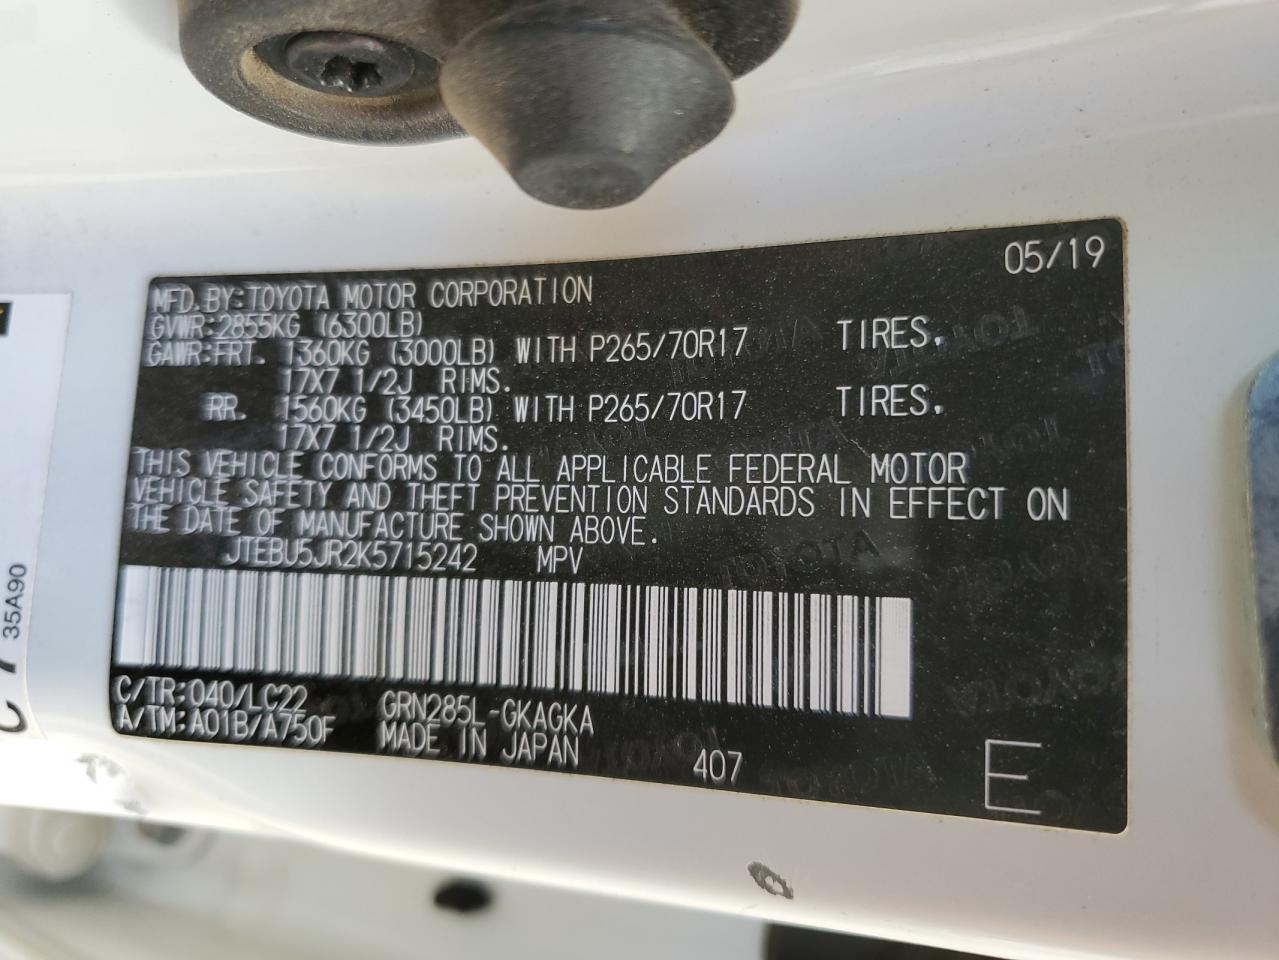 05/19
MFD.BY:TOYOTA MOTOR CORPORATION
GVWR:2855KG (6300LB)
GAWR:FRT. 1360KG (3000LB) WITH P265/70R17 TIRES,
17X7 1/2J RIMS.
RR. 1560KG (3450LB) WITH P265/70R17 TIRES,
17X7 1/2J RIMS.
THIS VEHICLE CONFORMS TO ALL APPLICABLE FEDERAL MOTOR
VEHICLE SAFETY AND THEFT PREVENTION STANDARDS IN EFFECT ON
THE DATE OF MANUFACTURE SHOWN ABOVE.
JTEBU5JR2K5715242 MPV
C/TR:040/LC22 GRN285L-GKAGKA
A/TM:A01B/A750F MADE IN JAPAN 407 E
35A90